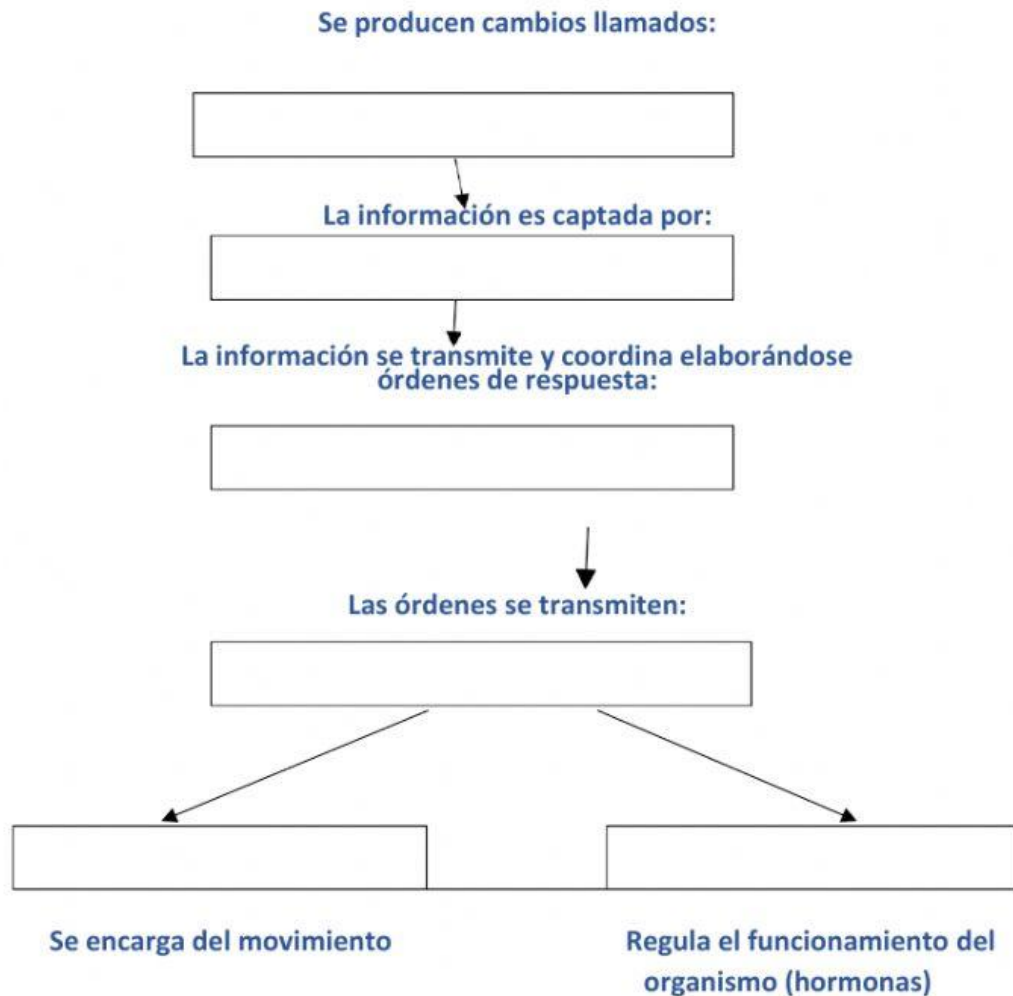 Se producen cambios llamados:
La información es captada por:
La información se transmite y coordina elaborándose
órdenes de respuesta:
Las órdenes se transmiten:
Se encarga del movimiento
Regula el funcionamiento del
organismo (hormonas)